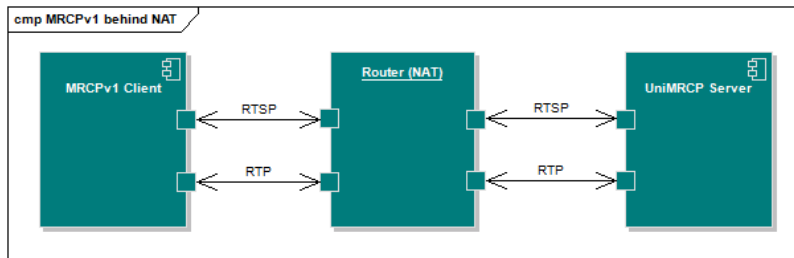 cmp MRCPv1 behind NAT
MRCPv1 Client
Router (NAT)
UniMRCP Server
RTSP
RTSP
RTP
RTP